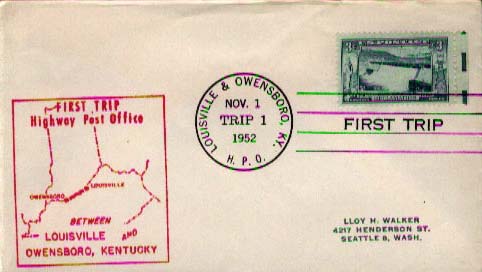 FIRST TRIP
Highway Post Office
OWENSBORO
LOUISVILLE
BETWEEN
LOUISVILLE AND
OWENSBORO, KENTUCKY
LOUISVILLE & OWENSBORO, KY.
NOV. 1
TRIP 1
1952
H. P. O.
3
FIRST TRIP
LLOY H. WALKER
4217 HENDERSON ST.
SEATTLE 8, WASH.